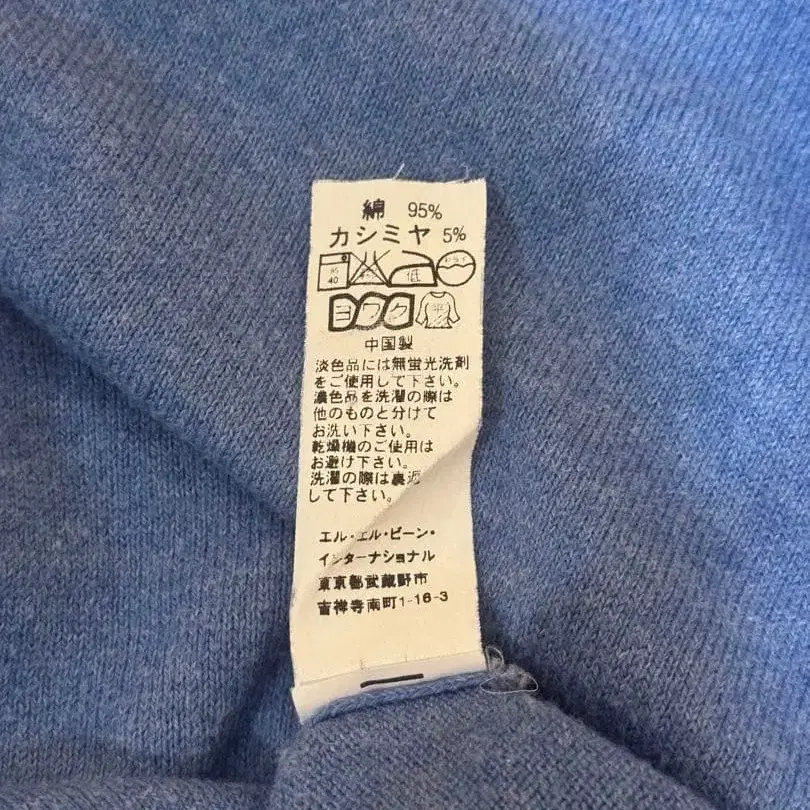 綿 95%
カシミヤ 5%
40 低 ドライ
ヨワク 平
中国製
淡色品には無蛍光洗剤
をご使用して下さい。
濃色品を洗濯の際は
他のものと分けて
お洗い下さい。
乾燥機のご使用は
お避け下さい。
洗濯の際は裏返
して下さい。
エル・エル・ビーン・
インターナショナル
東京都武蔵野市
吉祥寺南町1-16-3